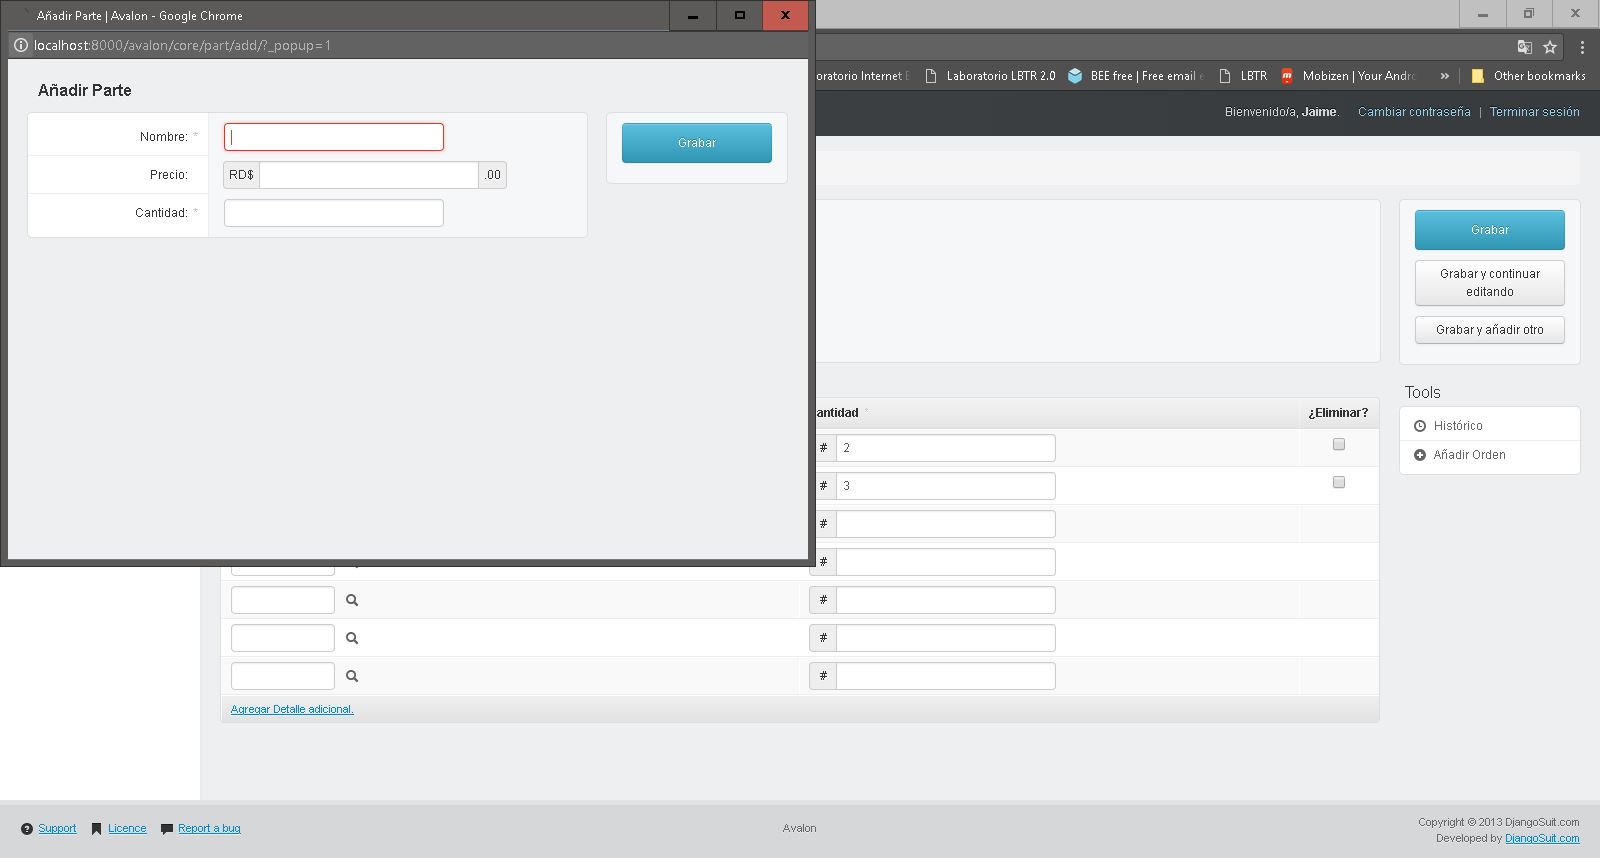 Añadir Parte | Avalon - Google Chrome
localhost:8000/avalon/core/part/add/?_popup=1
Añadir Parte
Nombre: *
Precio: RD$ .00
Cantidad: *
Grabar
oratorio Internet
Laboratorio LBTR 2.0
BEE free | Free email
LBTR
Mobizen | Your Andr
»
Other bookmarks
Bienvenido/a, Jaime. Cambiar contraseña | Terminar sesión
Grabar
Grabar y continuar
editando
Grabar y añadir otro
Tools
Histórico
Añadir Orden
antidad * ¿Eliminar?
# 2
# 3
#
#
#
#
#
Agregar Detalle adicional.
Support Licence Report a bug
Avalon
Copyright © 2013 DjangoSuit.com
Developed by DjangoSuit.com